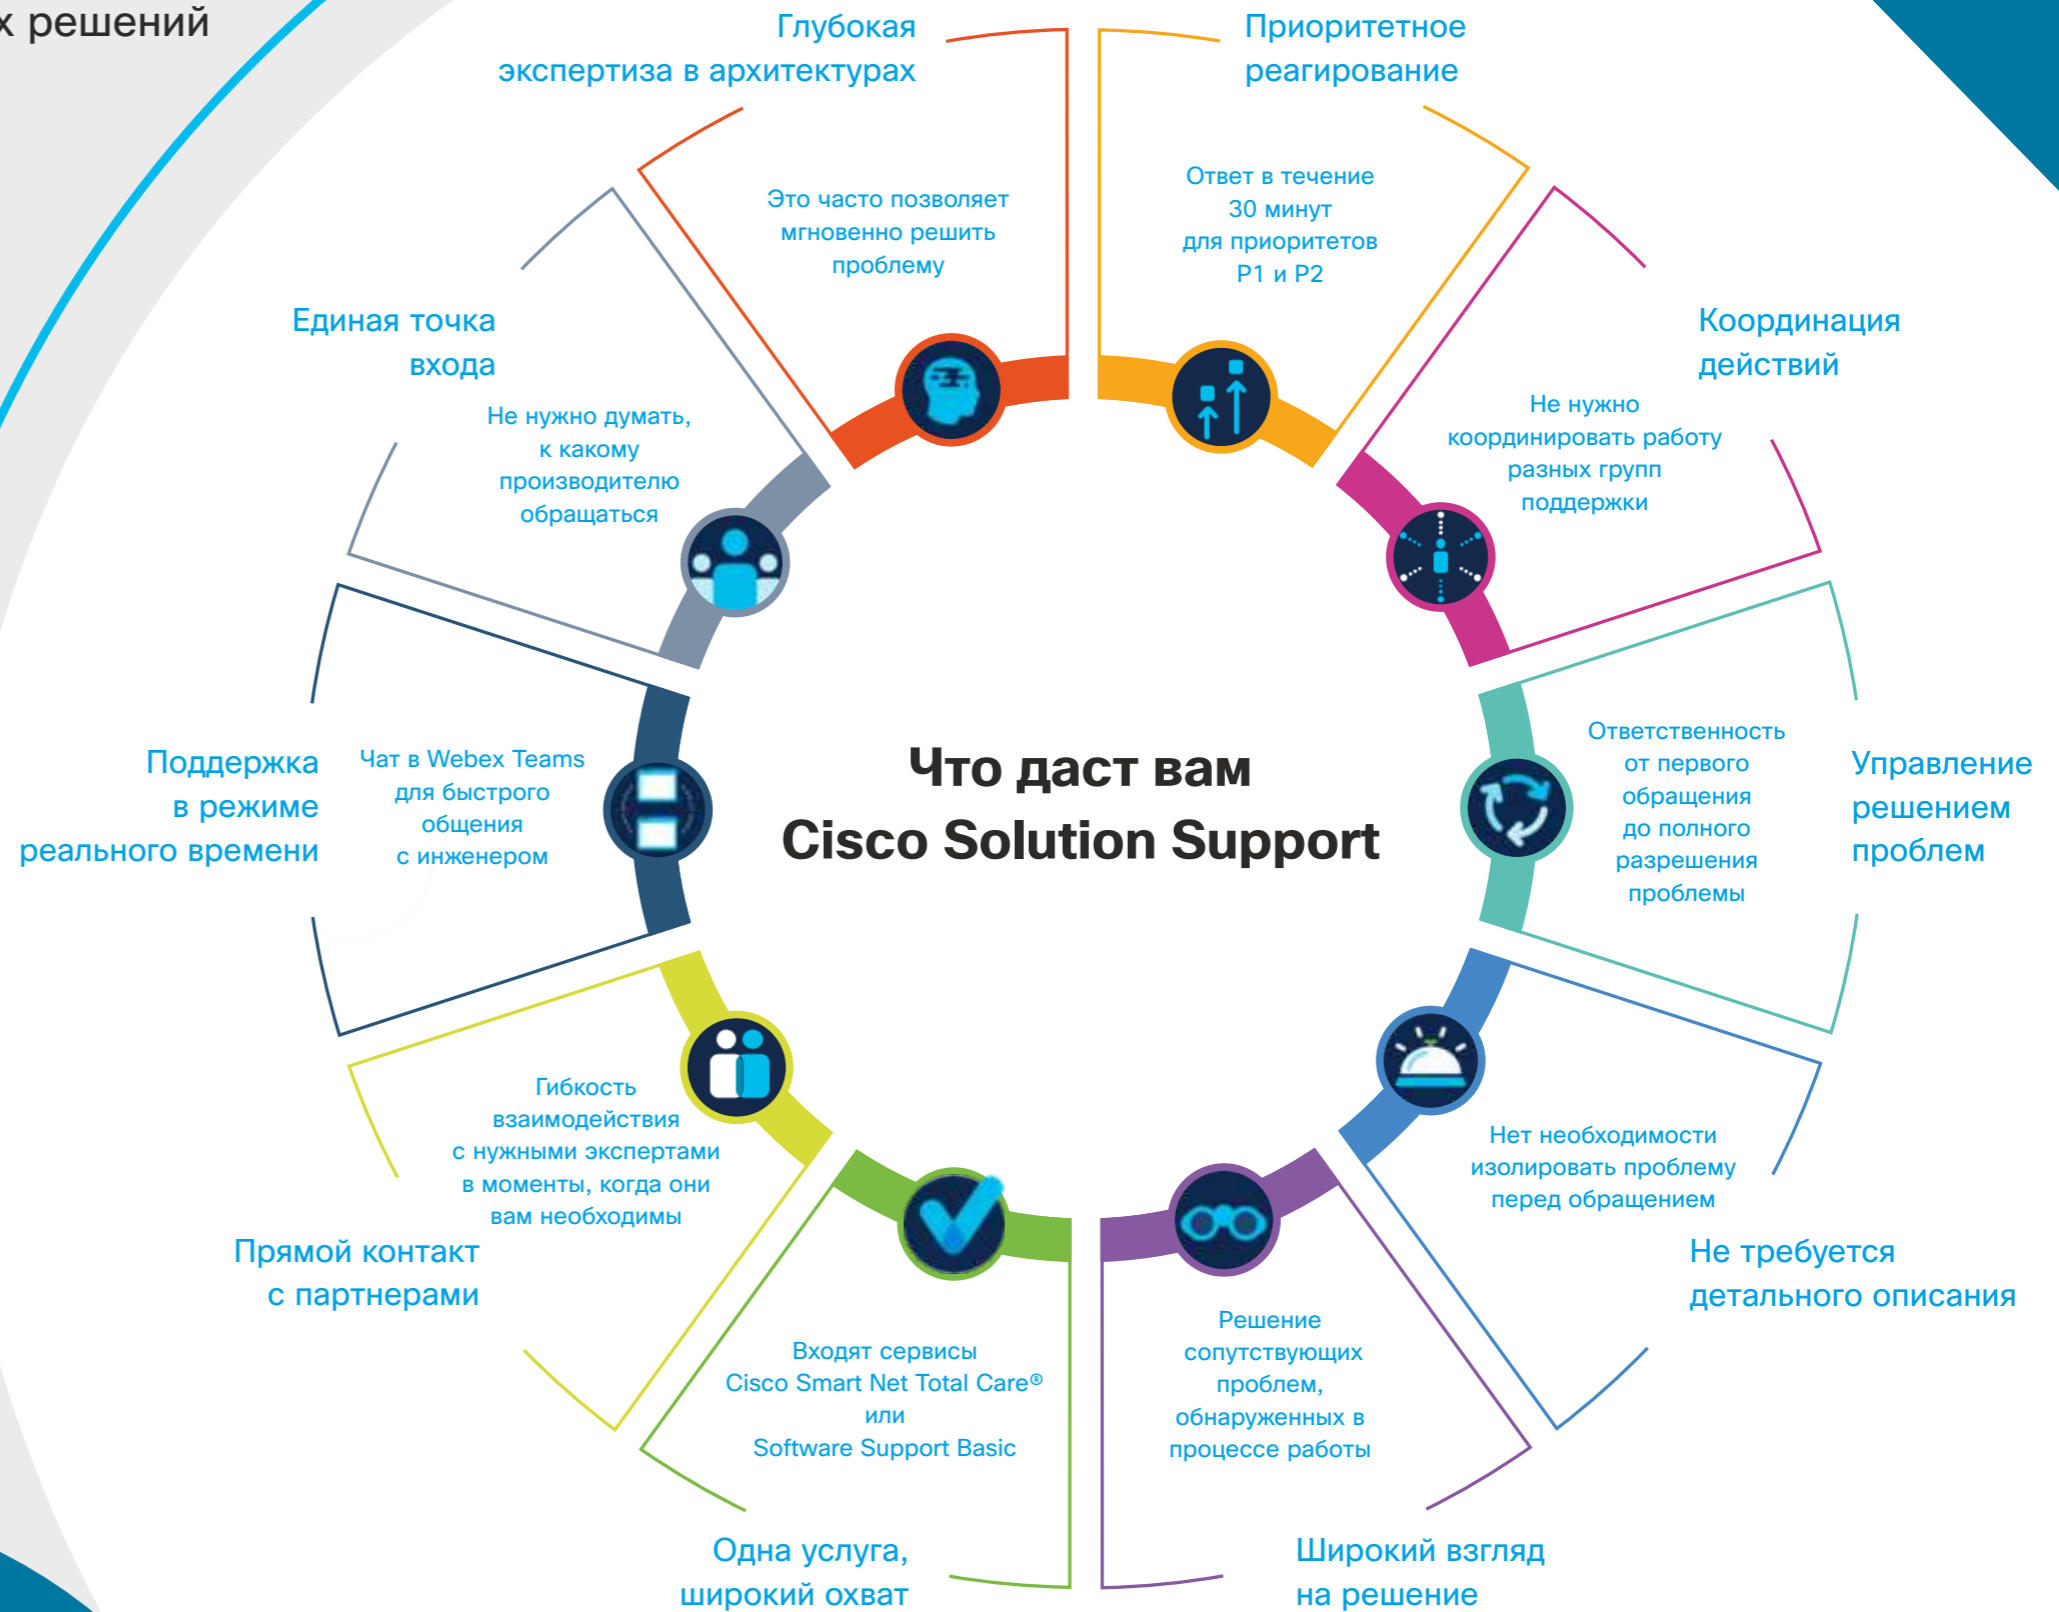 х решений
Глубокая
экспертиза в архитектурах
Это часто позволяет
мгновенно решить
проблему
Приоритетное
реагирование
Ответ в течение
30 минут
для приоритетов
P1 и P2
Координация
действий
Не нужно
координировать работу
разных групп
поддержки
Управление
решением
проблем
Ответственность
от первого
обращения
до полного
разрешения
проблемы
Не требуется
детального описания
Нет необходимости
изолировать проблему
перед обращением
Широкий взгляд
на решение
Решение
сопутствующих
проблем,
обнаруженных в
процессе работы
Одна услуга,
широкий охват
Входят сервисы
Cisco Smart Net Total Care®
или
Software Support Basic
Прямой контакт
с партнерами
Гибкость
взаимодействия
с нужными экспертами
в моменты, когда они
вам необходимы
Поддержка
в режиме
реального времени
Чат в Webex Teams
для быстрого
общения
с инженером
Единая точка
входа
Не нужно думать,
к какому
производителю
обращаться
Что даст вам
Cisco Solution Support